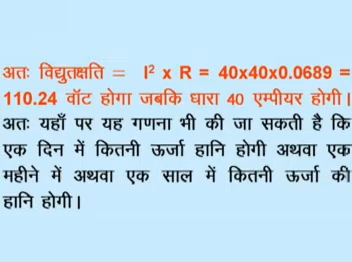 अतः विद्युतक्षति = I² x R = 40x40x0.0689 =
110.24 वॉट होगा जबकि धारा 40 एम्पीयर होगी।
अतः यहाँ पर यह गणना भी की जा सकती है कि
एक दिन में कितनी ऊर्जा हानि होगी अथवा एक
महीने में अथवा एक साल में कितनी ऊर्जा की
हानि होगी।